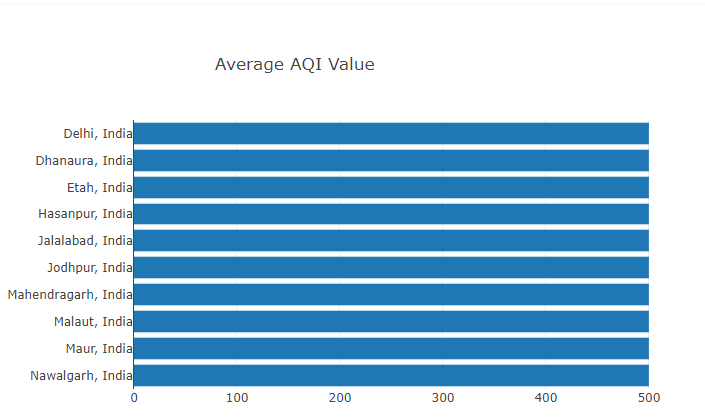 Average AQI Value
Delhi, India
Dhanaura, India
Etah, India
Hasanpur, India
Jalalabad, India
Jodhpur, India
Mahendragarh, India
Malaut, India
Maur, India
Nawalgarh, India
0 100 200 300 400 500